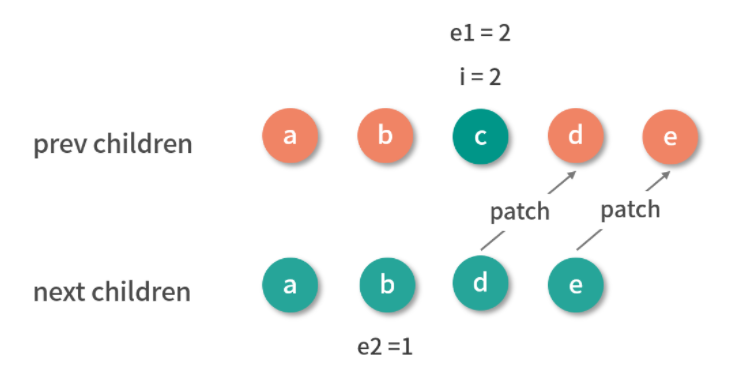 e1 = 2
i = 2
prev children a b c d e
patch patch
next children a b d e
e2 =1